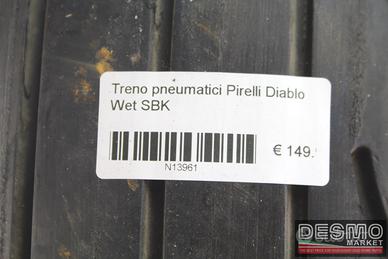 Treno pneumatici Pirelli Diablo
Wet SBK
€ 149.
N13961
DESMO
MARKET